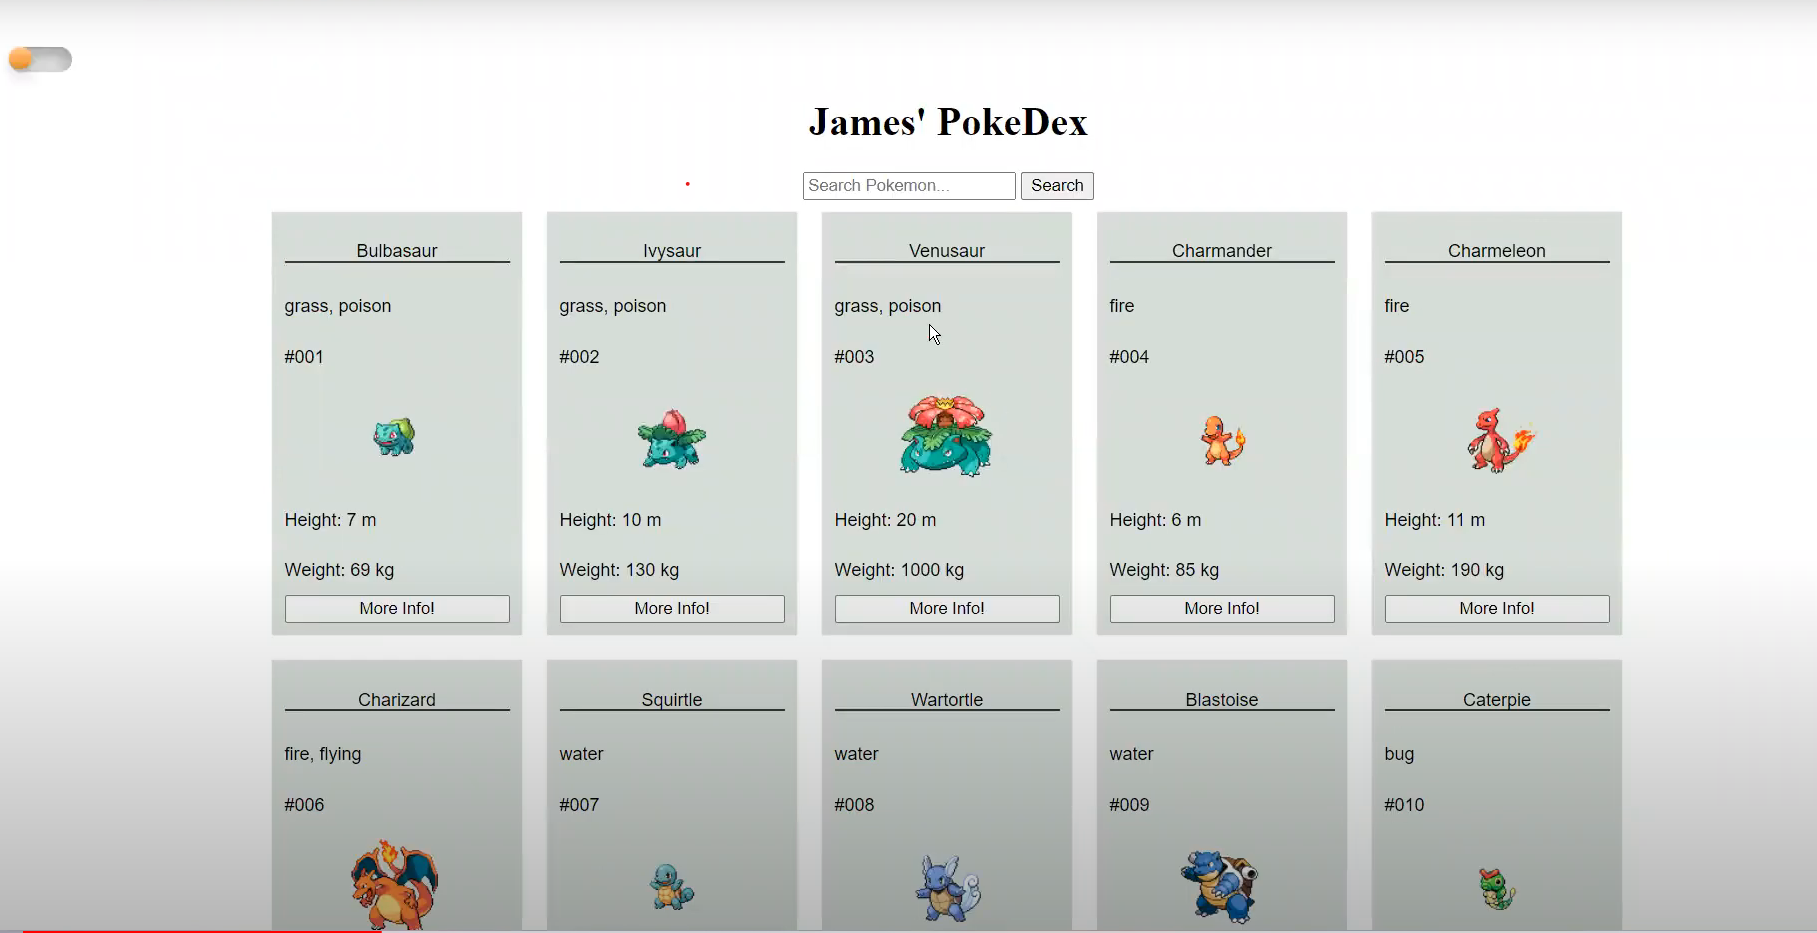 James' PokeDex
Search Pokemon... Search
Bulbasaur
grass, poison
#001
Height: 7 m
Weight: 69 kg
More Info!
Ivysaur
grass, poison
#002
Height: 10 m
Weight: 130 kg
More Info!
Venusaur
grass, poison
#003
Height: 20 m
Weight: 1000 kg
More Info!
Charmander
fire
#004
Height: 6 m
Weight: 85 kg
More Info!
Charmeleon
fire
#005
Height: 11 m
Weight: 190 kg
More Info!
Charizard
fire, flying
#006
Squirtle
water
#007
Wartortle
water
#008
Blastoise
water
#009
Caterpie
bug
#010